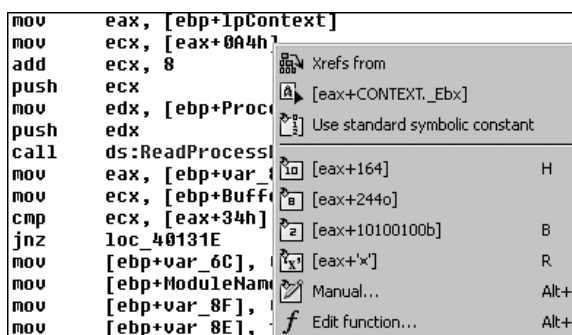 mov eax, [ebp+lpContext]
mov ecx, [eax+0A4h]
add ecx, 8
push ecx
mov edx, [ebp+Proc
push edx
call ds:ReadProcess
mov eax, [ebp+var_
mov ecx, [ebp+Buff
cmp ecx, [eax+34h]
jnz loc_40131E
mov [ebp+var_6C],
mov [ebp+ModuleNam
mov [ebp+var_8F],
mov [ebp+var_8E],
Xrefs from
[eax+CONTEXT._Ebx]
Use standard symbolic constant
[eax+164] H
[eax+244o]
[eax+10100100b] B
[eax+'×'] R
Manual... Alt+
Edit function... Alt+